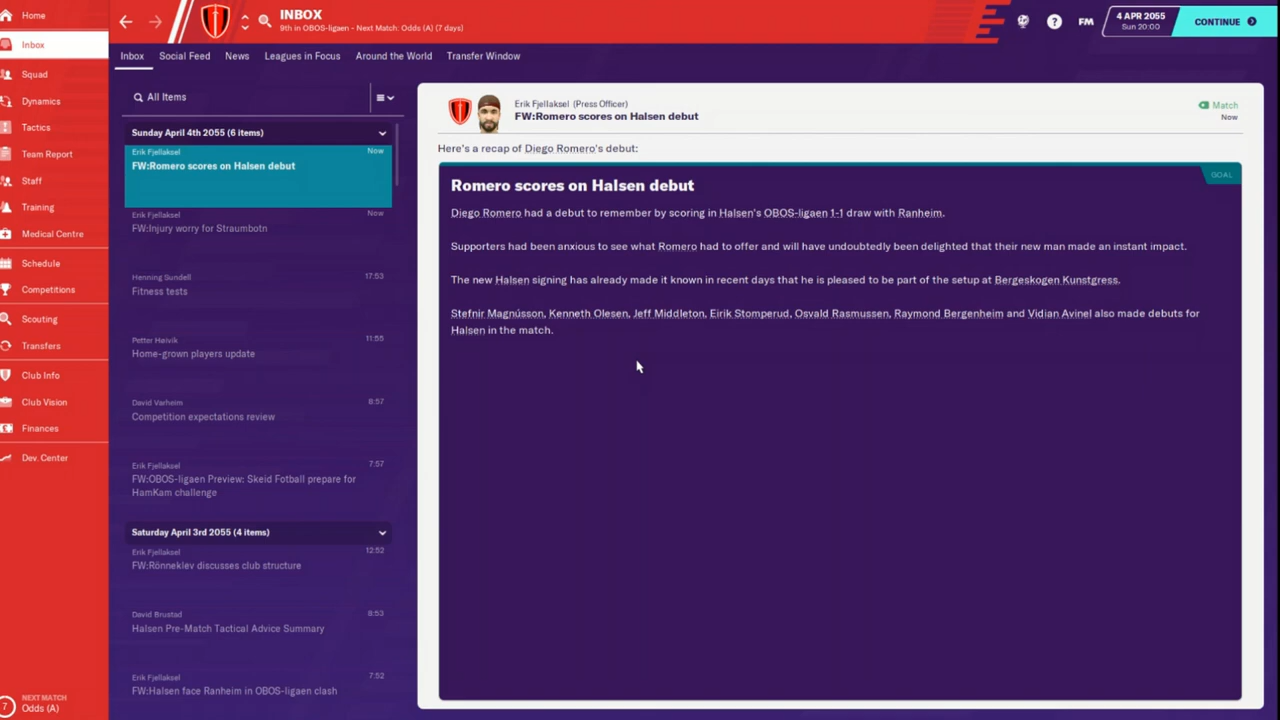 Home
INBOX
9th in OBOS-ligaen - Next Match: Odds (A) (7 days)
FM
4 APR 2055
Sun 20:00
CONTINUE
Inbox
Squad
Dynamics
Tactics
Team Report
Staff
Training
Medical Centre
Schedule
Competitions
Scouting
Transfers
Club Info
Club Vision
Finances
Dev. Center
7
NEXT MATCH
Odds (A)
Inbox
Social Feed
News
Leagues in Focus
Around the World
Transfer Window
All Items
Sunday April 4th 2055 (6 items)
Erik Fjellaksel
Now
FW:Romero scores on Halsen debut
Erik Fjellaksel
Now
FW:Injury worry for Straumbotn
Henning Sundell
17:53
Fitness tests
Petter Høivik
11:55
Home-grown players update
David Varheim
8:57
Competition expectations review
Erik Fjellaksel
7:57
FW:OBOS-ligaen Preview: Skeid Fotball prepare for
HamKam challenge
Saturday April 3rd 2055 (4 items)
Erik Fjellaksel
12:52
FW:Rönneklev discusses club structure
David Brustad
8:53
Halsen Pre-Match Tactical Advice Summary
Erik Fjellaksel
7:52
FW:Halsen face Ranheim in OBOS-ligaen clash
Erik Fjellaksel (Press Officer)
FW:Romero scores on Halsen debut
Match
Now
Here's a recap of Diego Romero's debut:
GOAL
Romero scores on Halsen debut
Diego Romero had a debut to remember by scoring in Halsen's OBOS-ligaen 1-1 draw with Ranheim.
Supporters had been anxious to see what Romero had to offer and will have undoubtedly been delighted that their new man made an instant impact.
The new Halsen signing has already made it known in recent days that he is pleased to be part of the setup at Bergeskogen Kunstgress.
Stefnir Magnússon, Kenneth Olesen, Jeff Middleton, Eirik Stomperud, Osvald Rasmussen, Raymond Bergenheim and Vidian Avinel also made debuts for
Halsen in the match.